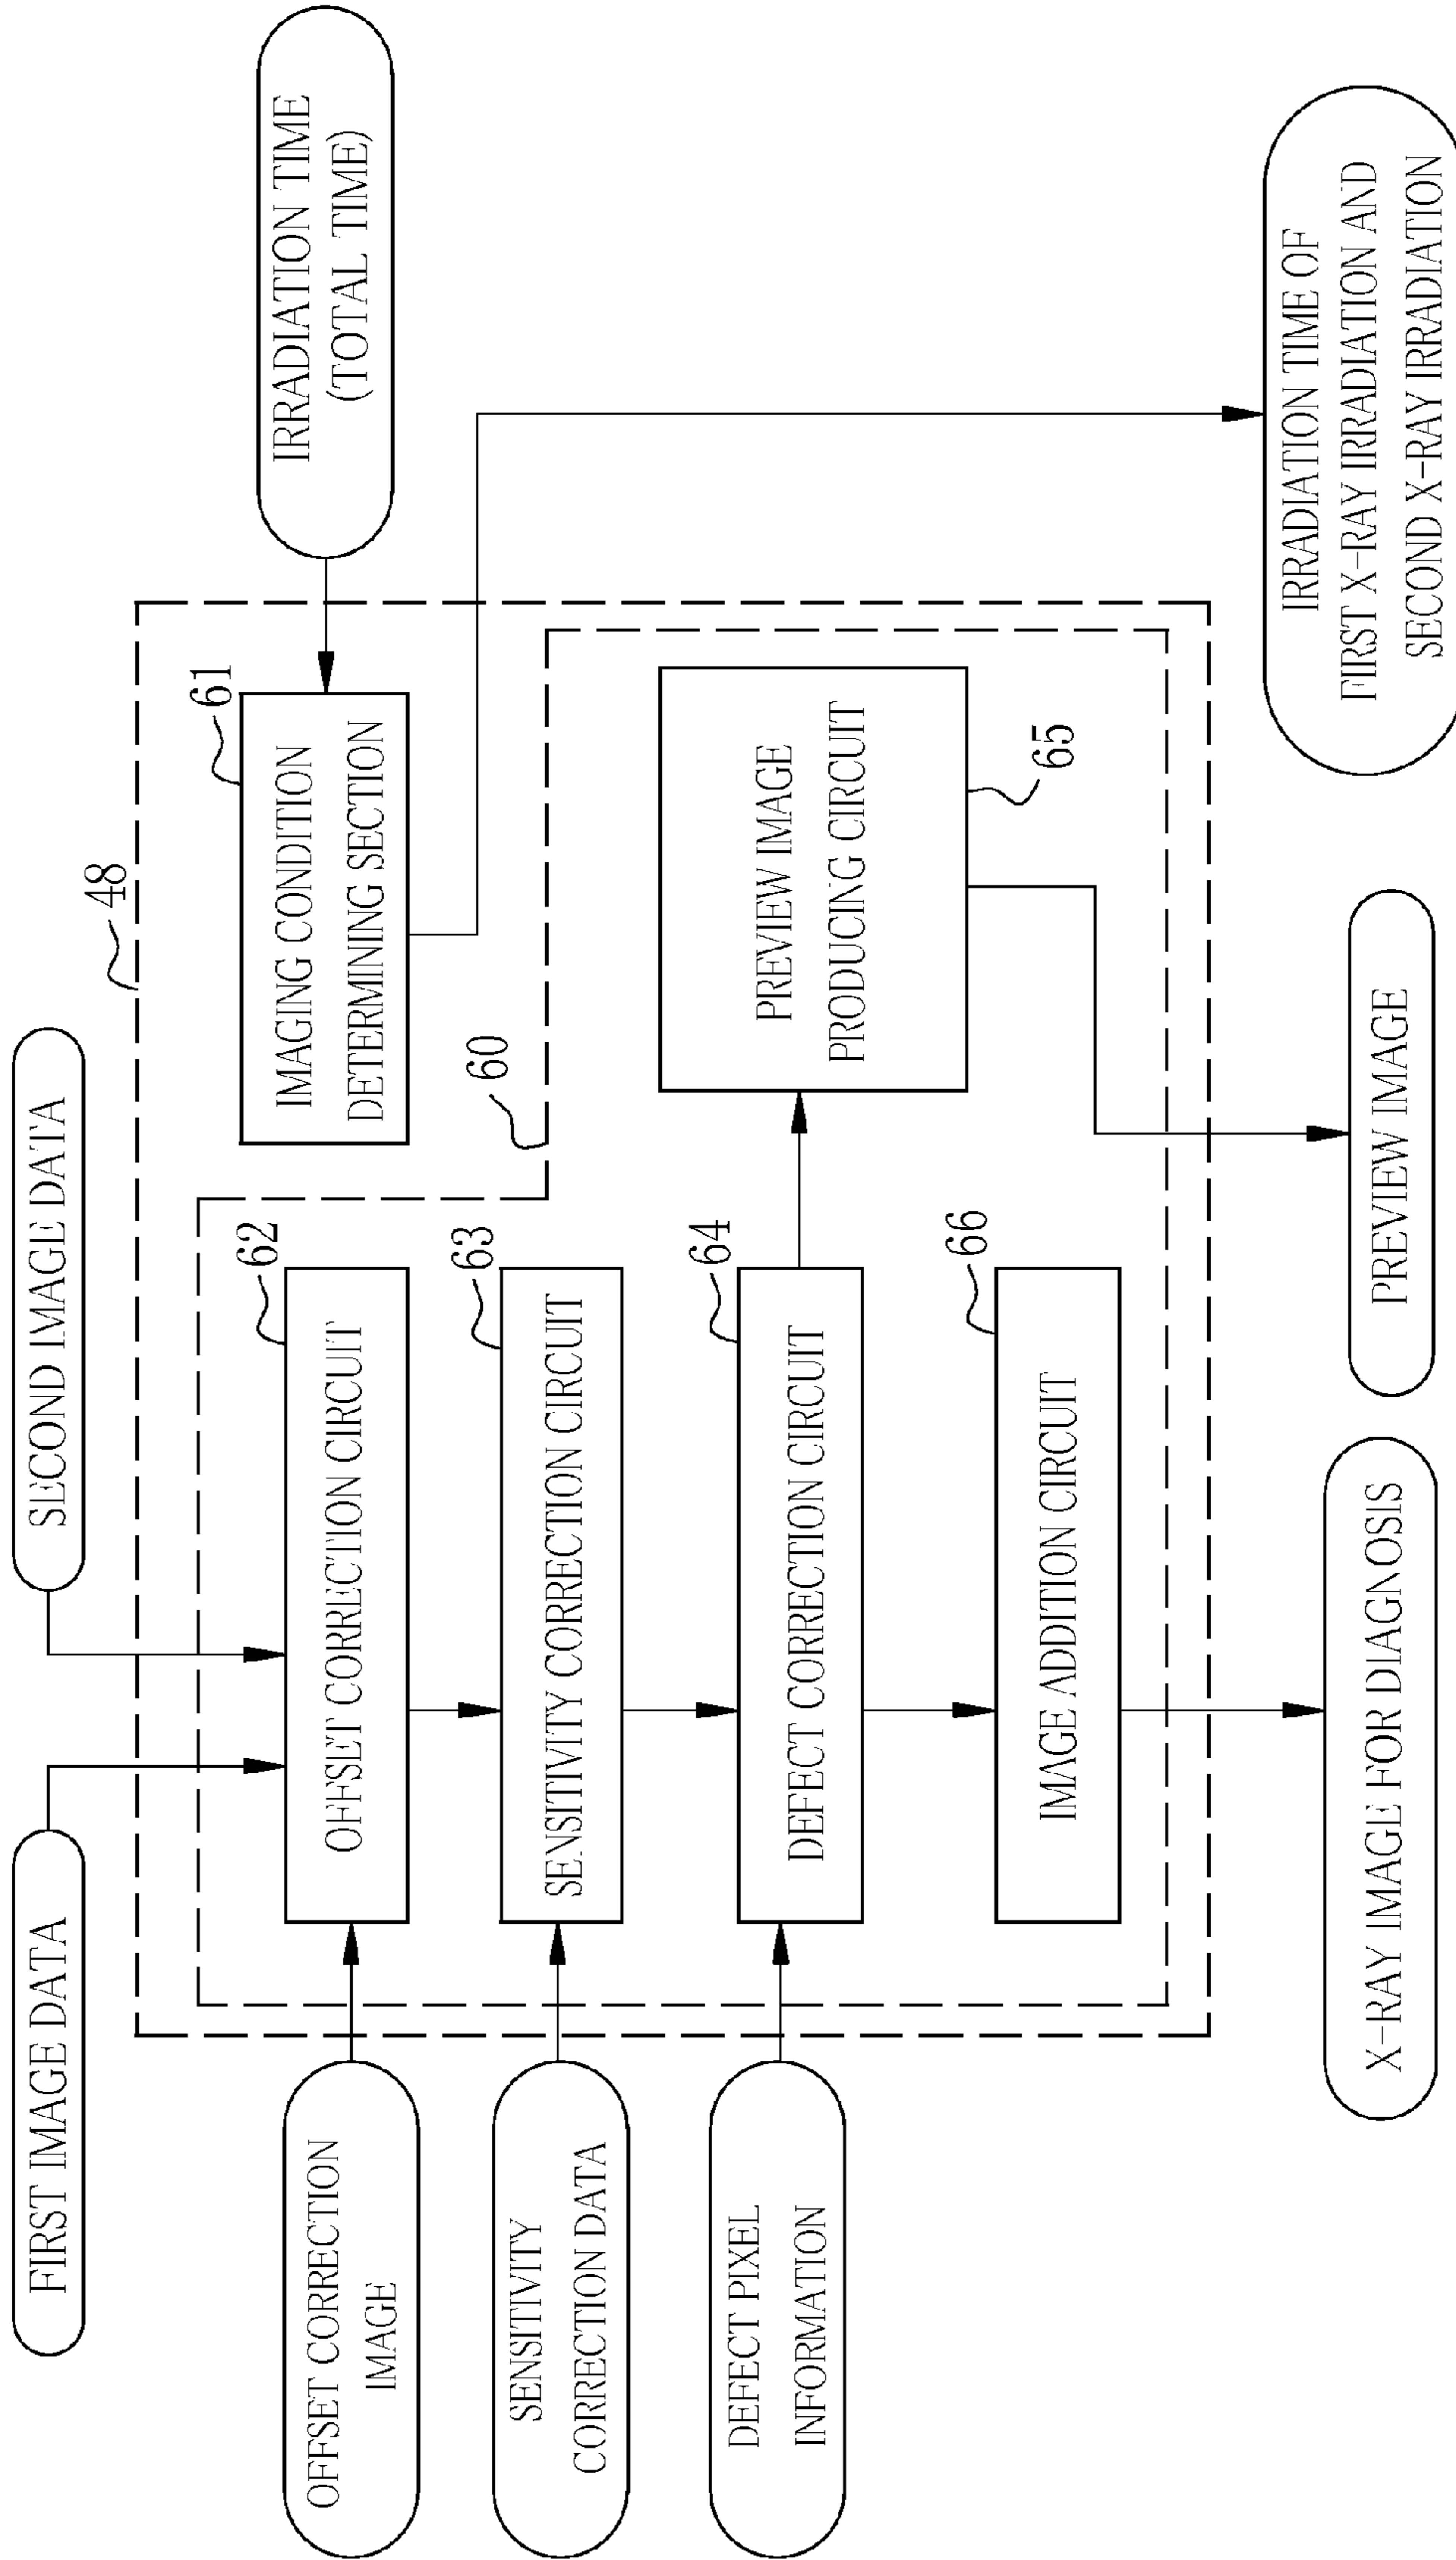 FIRST IMAGE DATA
SECOND IMAGE DATA
48
OFFSET CORRECTION
IMAGE
62
OFFSET CORRECTION CIRCUIT
61
IMAGING CONDITION
DETERMINING SECTION
IRRADIATION TIME
(TOTAL TIME)
60
SENSITIVITY
CORRECTION DATA
63
SENSITIVITY CORRECTION CIRCUIT
DEFECT PIXEL
INFORMATION
64
DEFECT CORRECTION CIRCUIT
PREVIEW IMAGE
PRODUCING CIRCUIT
65
66
IMAGE ADDITION CIRCUIT
X-RAY IMAGE FOR DIAGNOSIS
PREVIEW IMAGE
IRRADIATION TIME OF
FIRST X-RAY IRRADIATION AND
SECOND X-RAY IRRADIATION